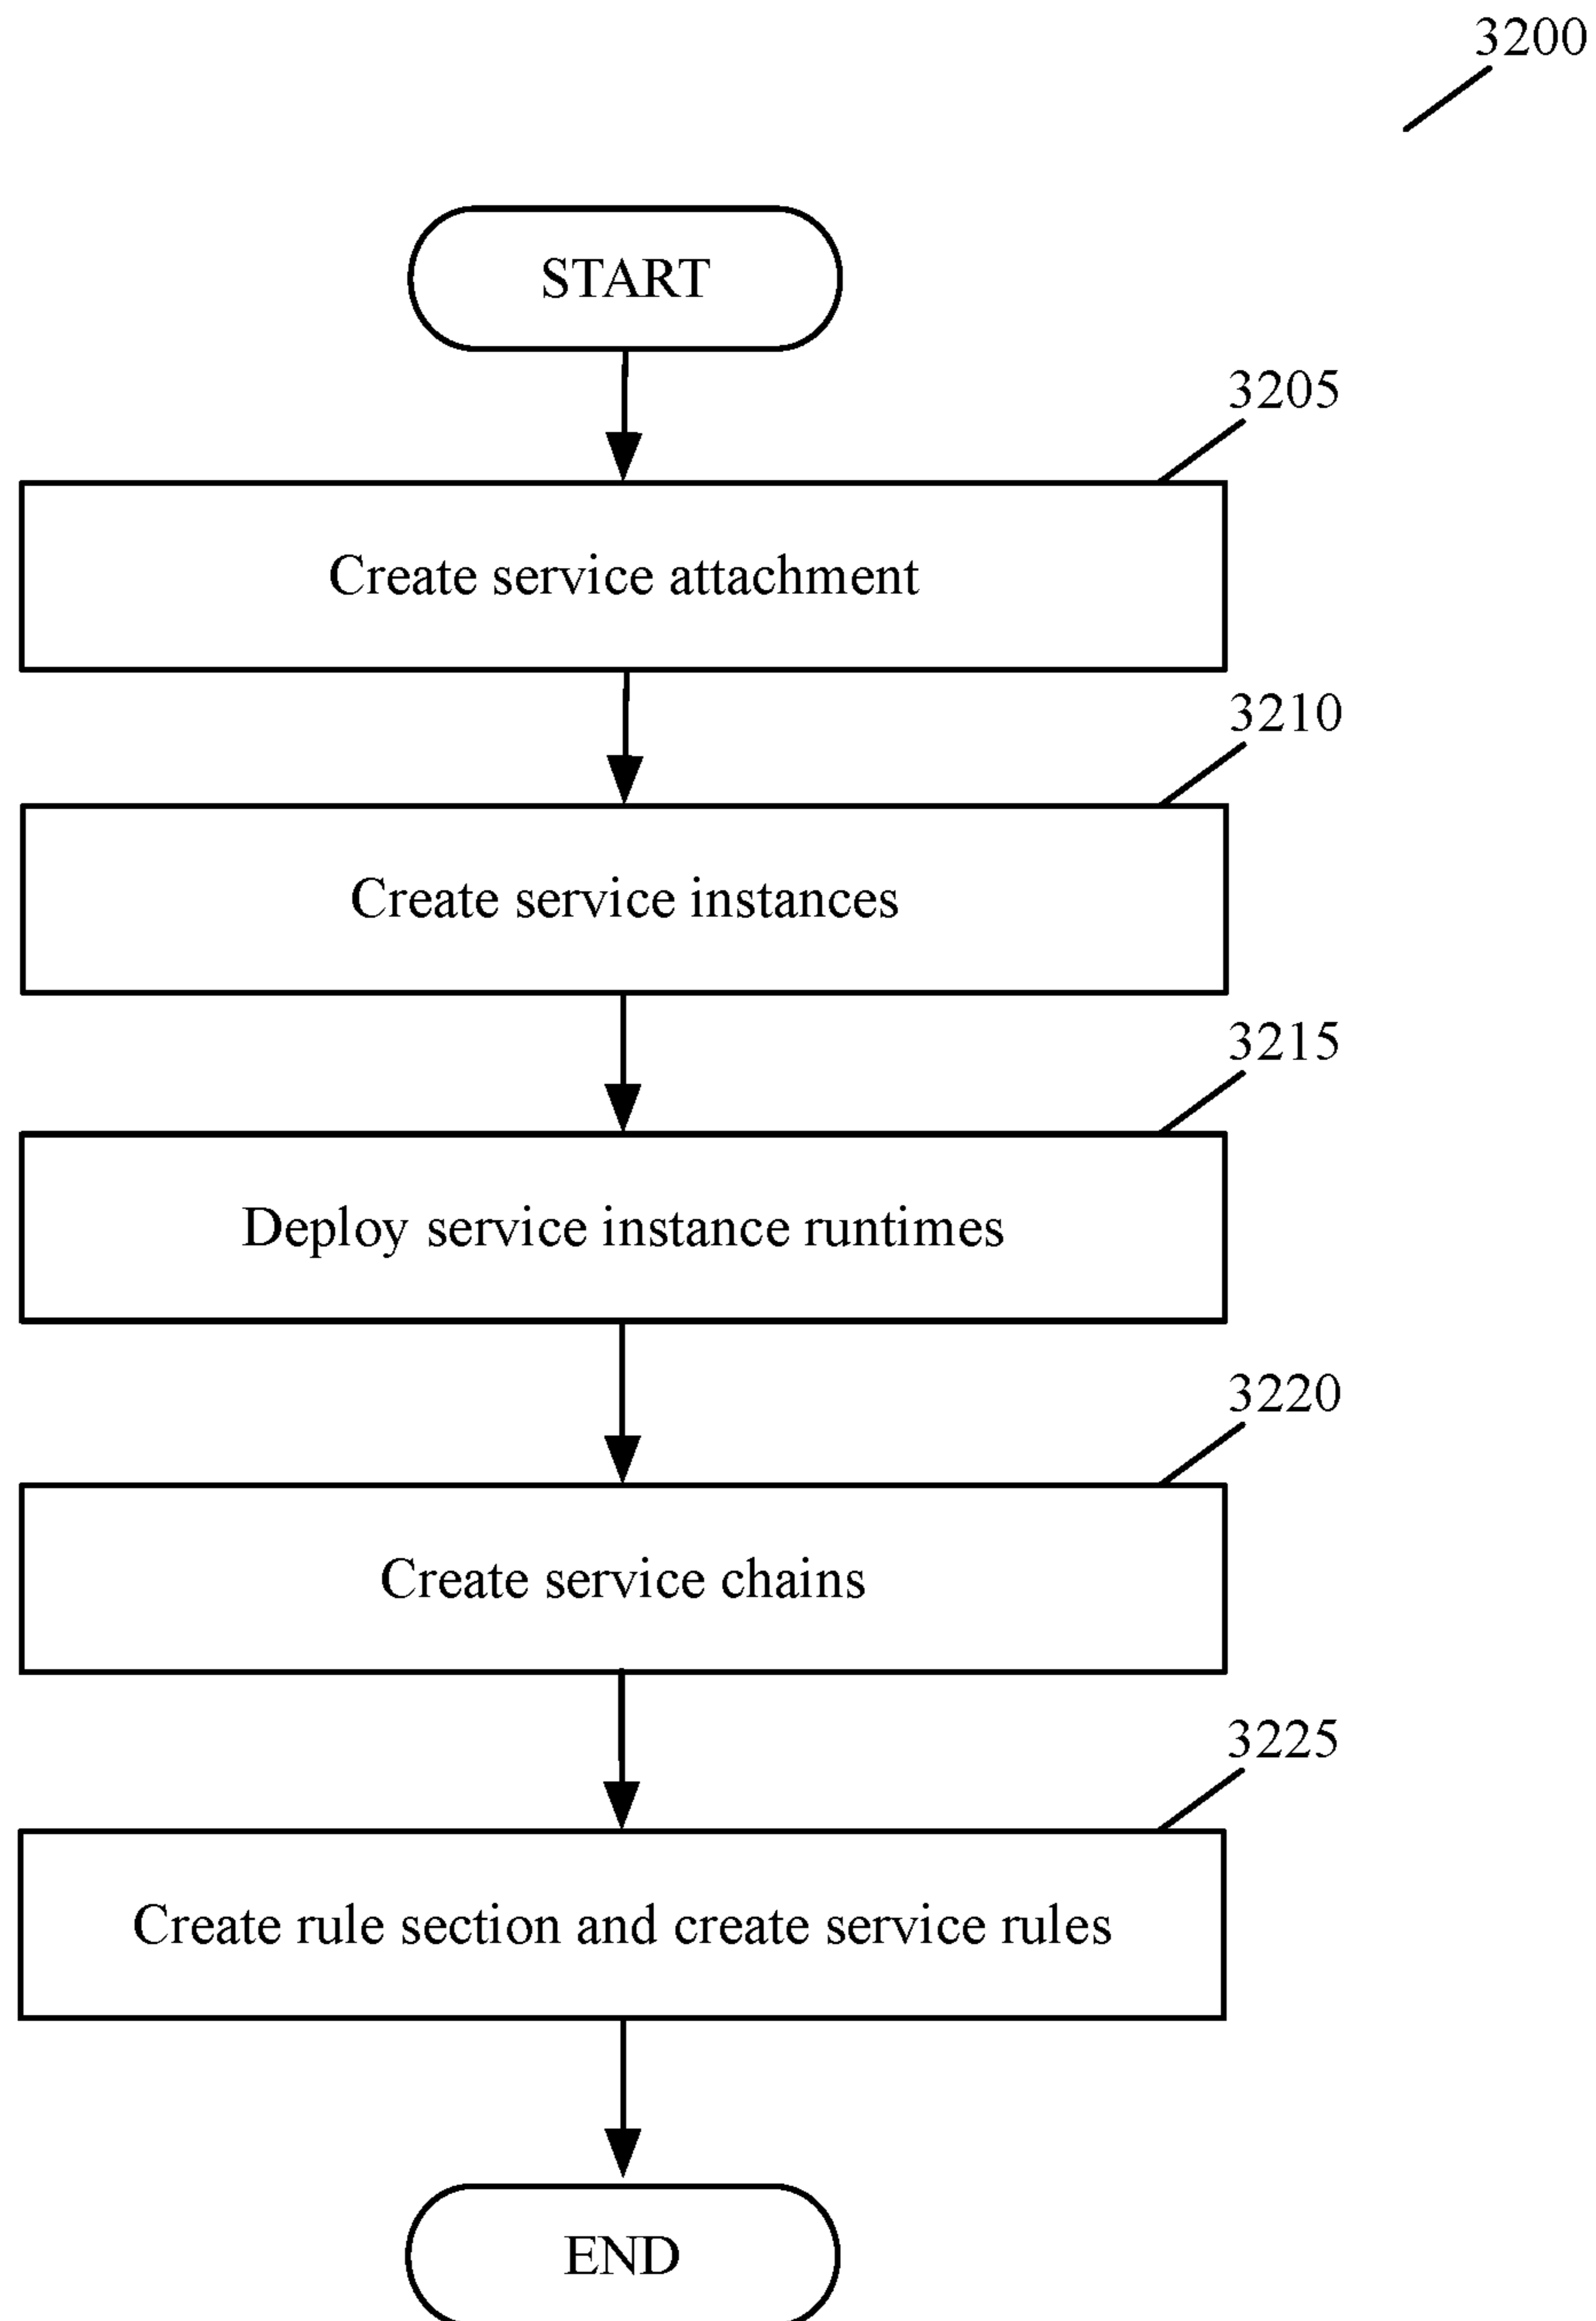 3200
START
3205
Create service attachment
3210
Create service instances
3215
Deploy service instance runtimes
3220
Create service chains
3225
Create rule section and create service rules
END